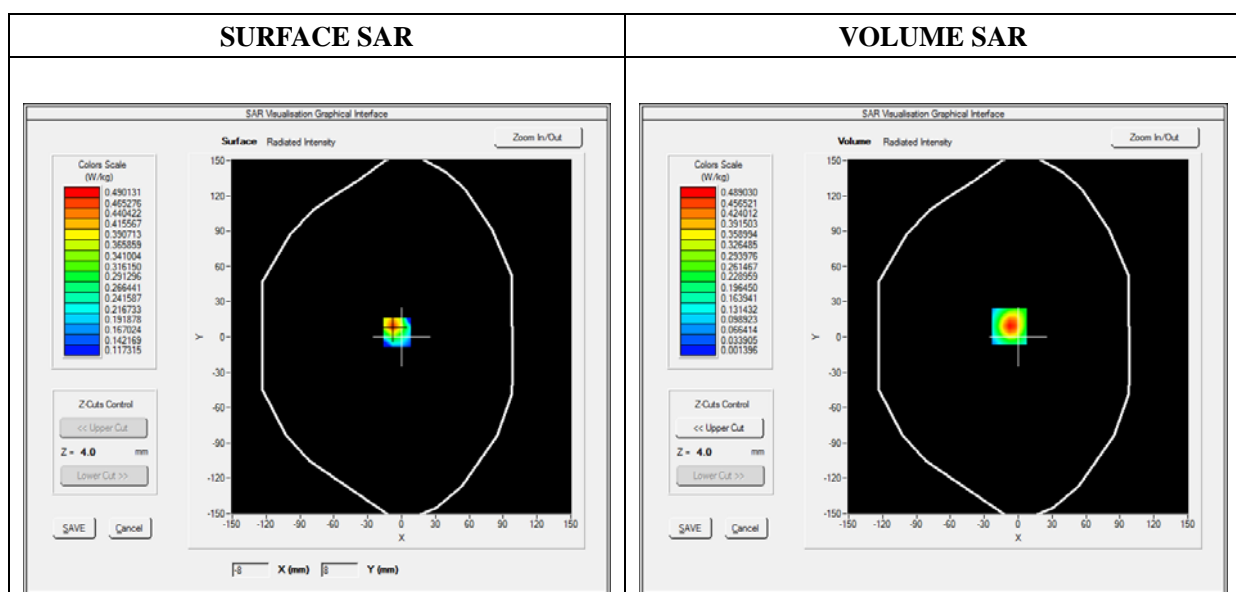 SURFACE SAR
VOLUME SAR
SAR Visualisation Graphical Interface
Surface Radiated Intensity
Zoom In/Out
Colors Scale
(W/kg)
0.490131
0.465276
0.440422
0.415567
0.390713
0.365859
0.341004
0.316150
0.291296
0.266441
0.241587
0.216733
0.191878
0.167024
0.142169
0.117315
Z-Cuts Control
<< Upper Cut
Z = 4.0 mm
Lower Cut >>
SAVE Cancel
150
120
90
60
30
0
-30
-60
-90
-120
-150
Y
-150 -120 -90 -60 -30 0 30 60 90 120 150
X
-8 X (mm) 8 Y (mm)
SAR Visualisation Graphical Interface
Volume Radiated Intensity
Zoom In/Out
Colors Scale
(W/kg)
0.489030
0.456521
0.424012
0.391503
0.358994
0.326485
0.293976
0.261467
0.228959
0.196450
0.163941
0.131432
0.098923
0.066414
0.033905
0.001396
Z-Cuts Control
<< Upper Cut
Z = 4.0 mm
Lower Cut >>
SAVE Cancel
150
120
90
60
30
0
-30
-60
-90
-120
-150
Y
-150 -120 -90 -60 -30 0 30 60 90 120 150
X